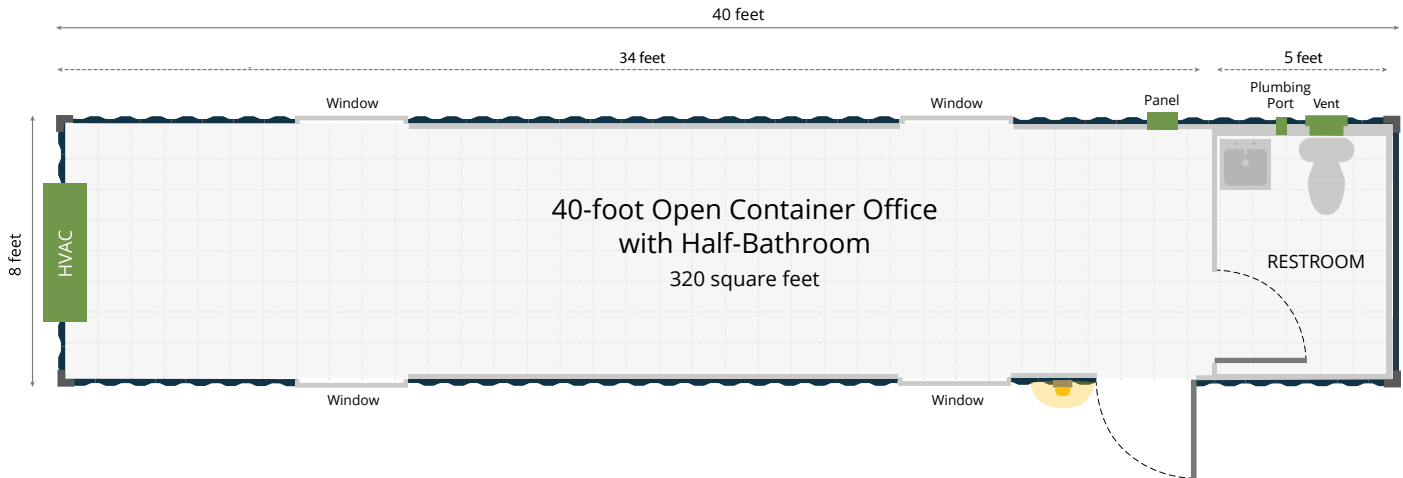 40 feet
34 feet
5 feet
Window
Window
Panel
Plumbing
Port
Vent
8 feet
HVAC
40-foot Open Container Office
with Half-Bathroom
320 square feet
RESTROOM
Window
Window